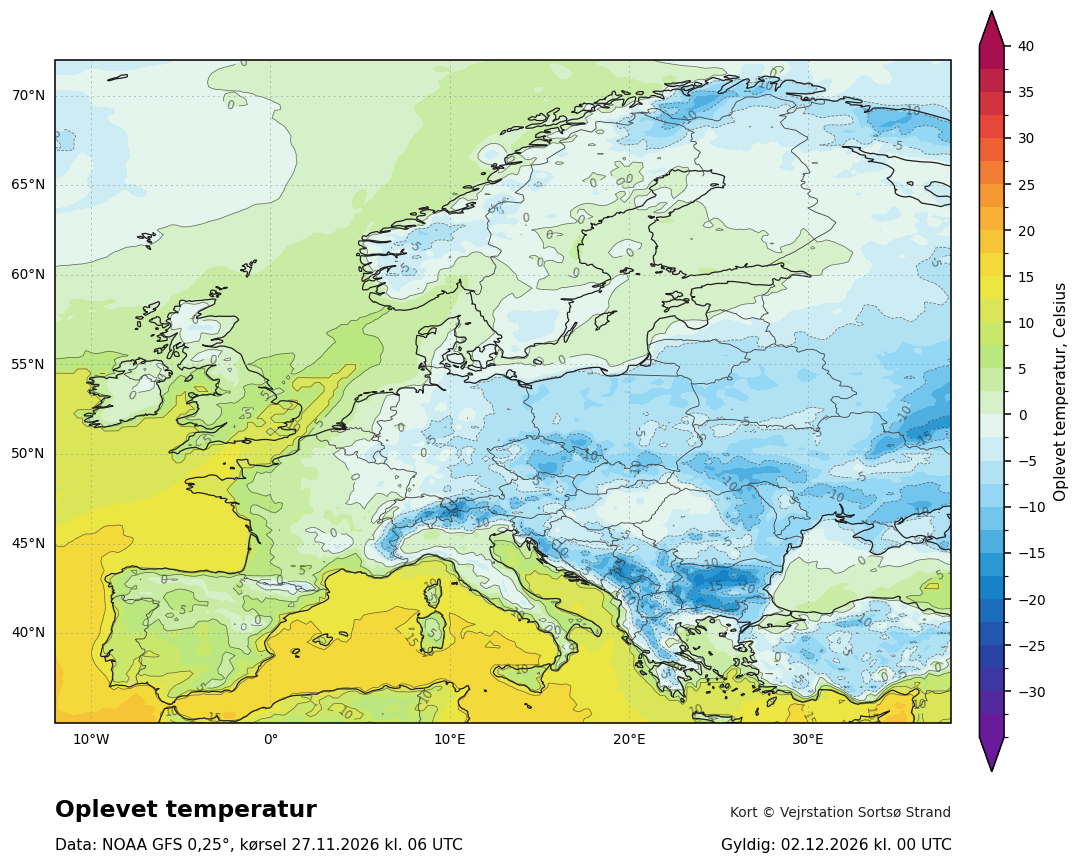 70°N
65°N
60°N
55°N
50°N
45°N
40°N
10°W
0°
10°E
20°E
30°E
40
35
30
25
20
15
10
5
0
−5
−10
−15
−20
−25
−30
Oplevet temperatur, Celsius
Oplevet temperatur
Kort © Vejrstation Sortsø Strand
Data: NOAA GFS 0,25°, kørsel 27.11.2026 kl. 06 UTC
Gyldig: 02.12.2026 kl. 00 UTC